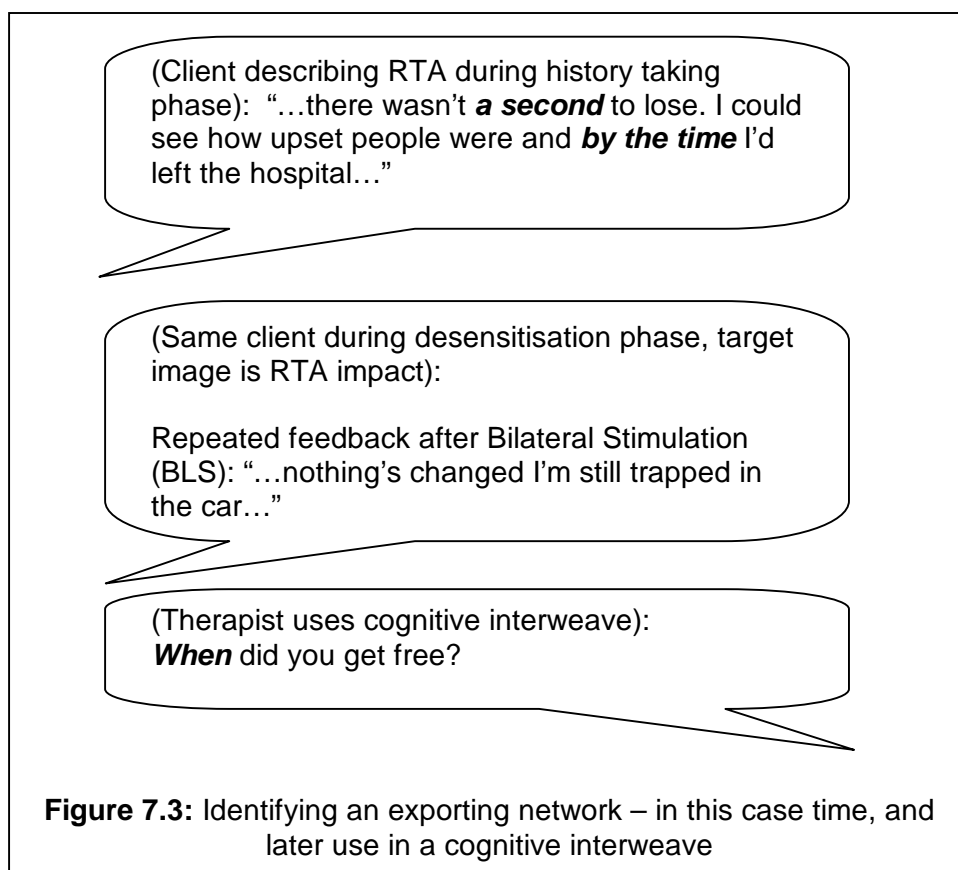 (Client describing RTA during history taking
phase):  “…there wasn’t a second to lose. I could
see how upset people were and by the time I’d
left the hospital…”
(Same client during desensitisation phase, target
image is RTA impact):
Repeated feedback after Bilateral Stimulation
(BLS): “…nothing’s changed I’m still trapped in
the car…”
(Therapist uses cognitive interweave):
When did you get free?
Figure 7.3: Identifying an exporting network – in this case time, and
later use in a cognitive interweave